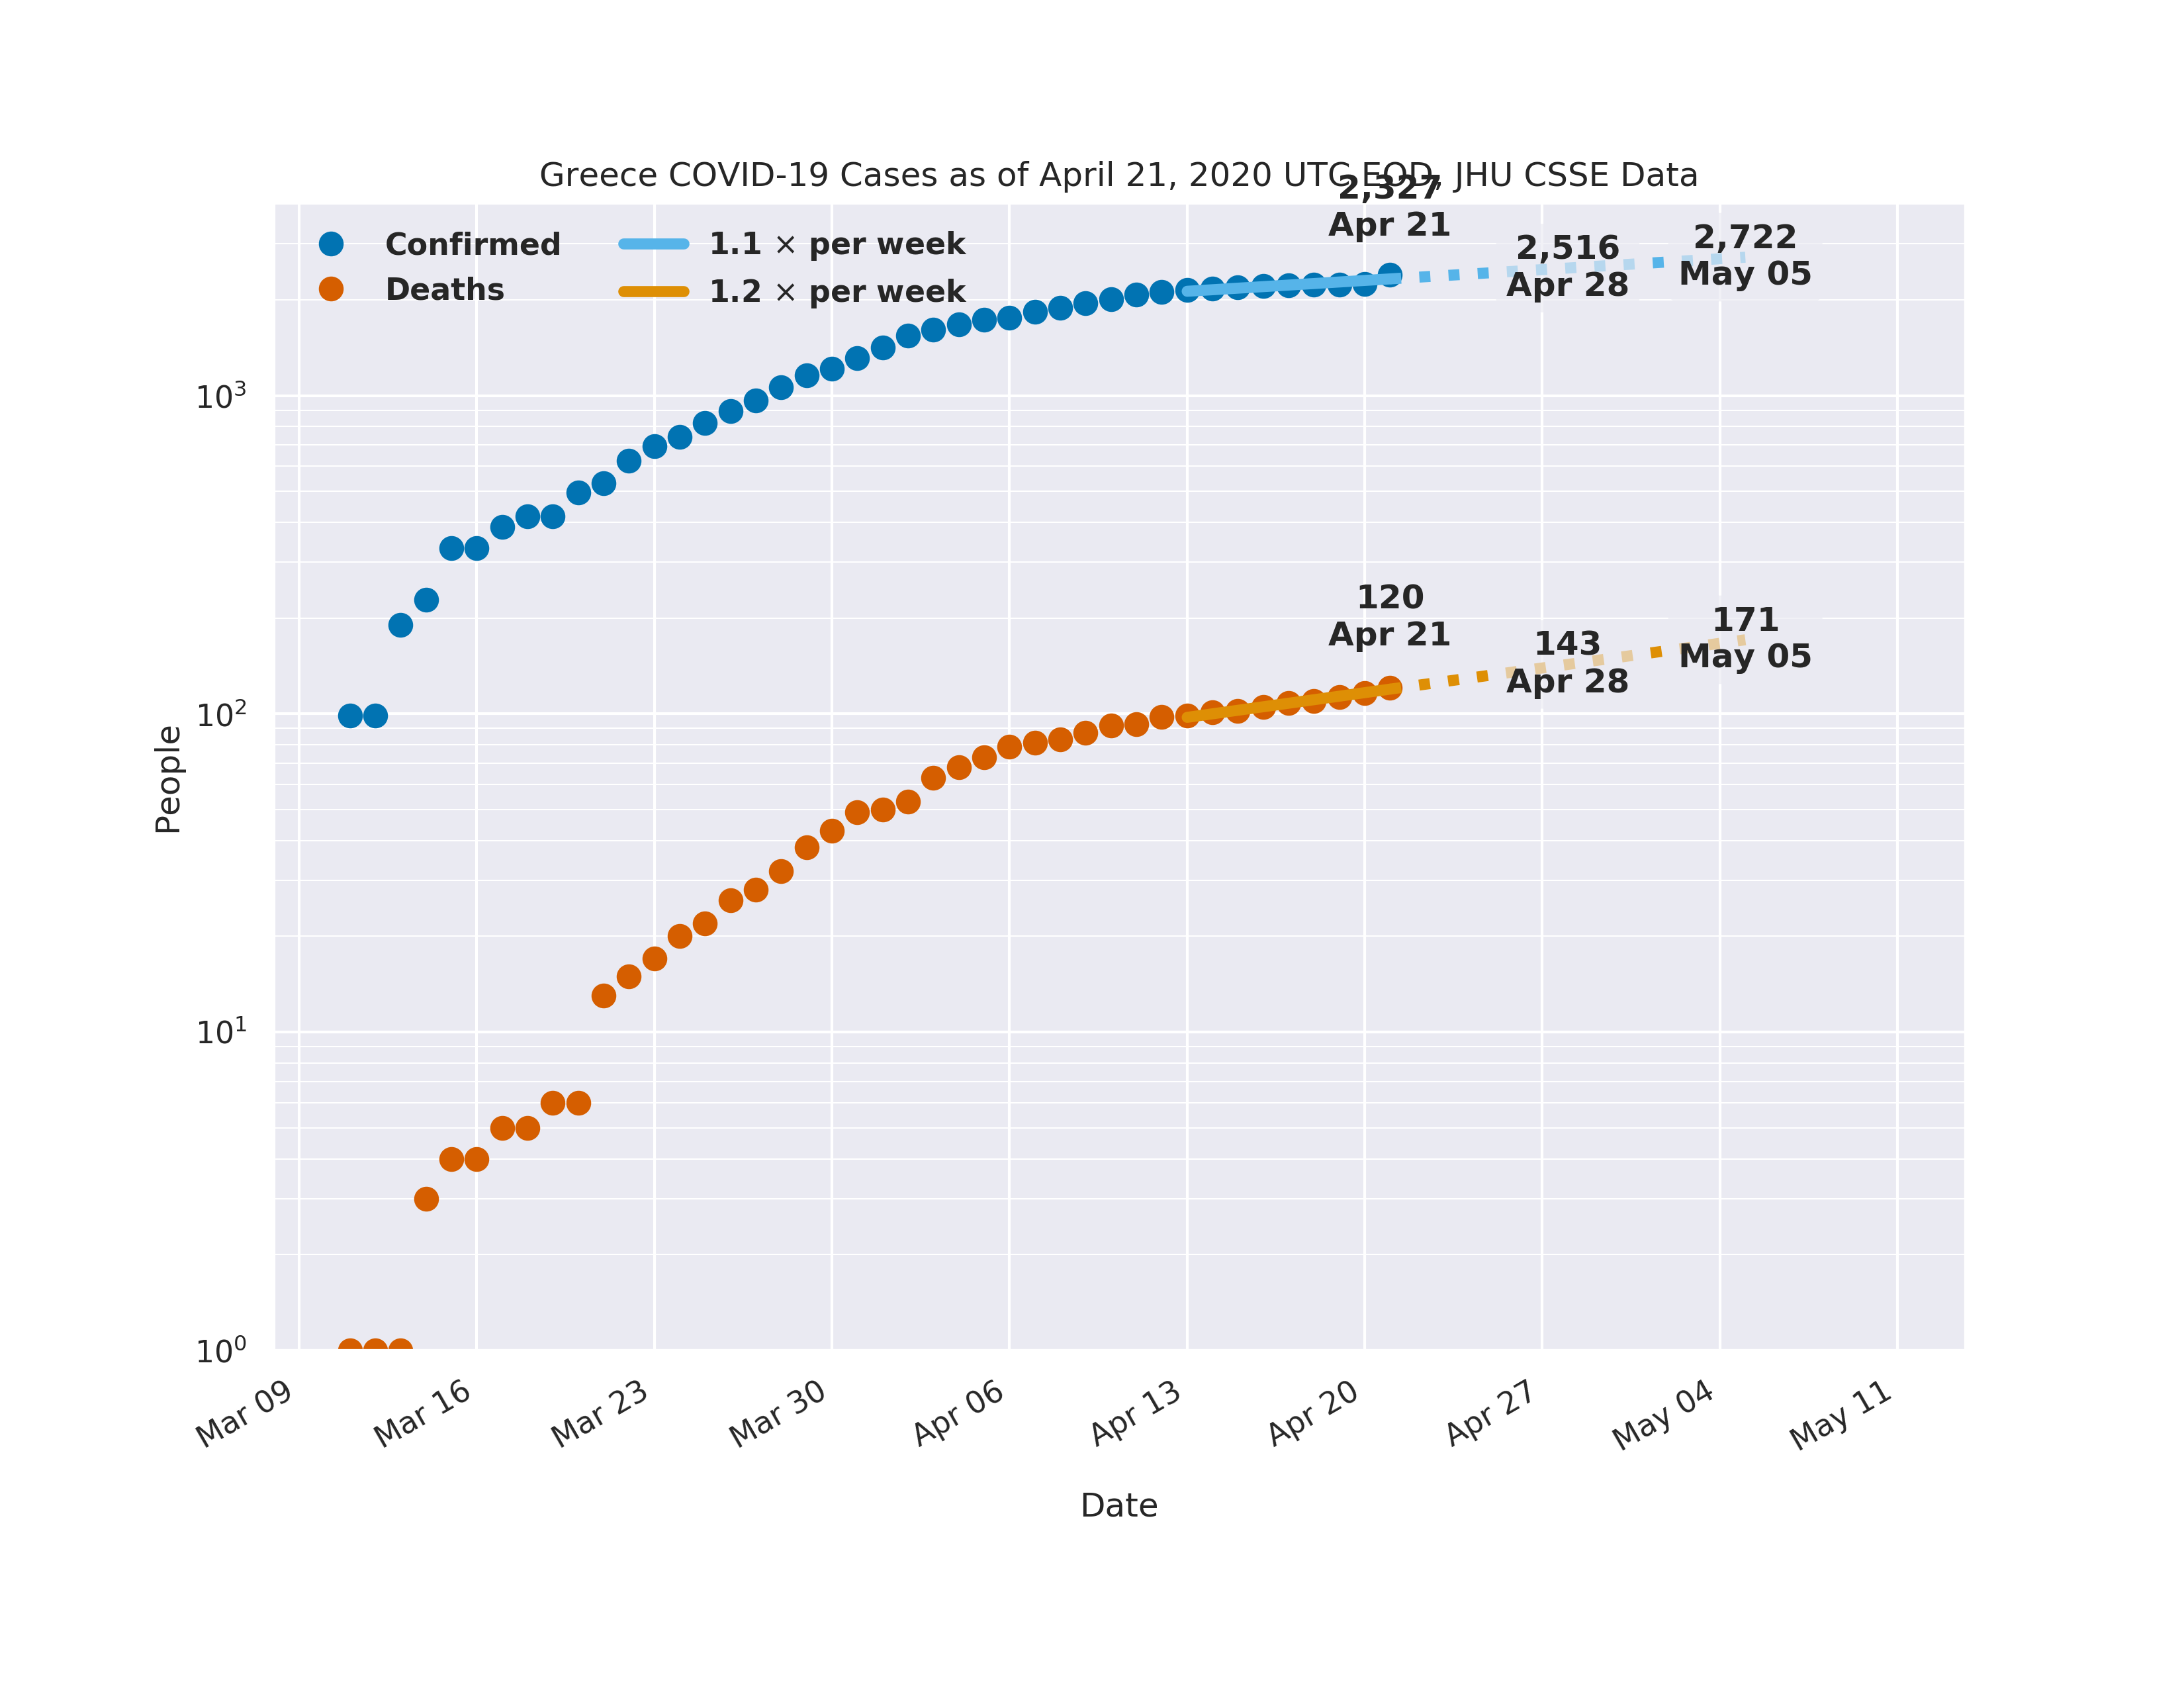 Greece COVID-19 Cases as of April 21, 2020 UTC EOD, JHU CSSE Data
2,327
Apr 21
2,516
Apr 28
2,722
May 05
Confirmed
Deaths
1.1 × per week
1.2 × per week
120
Apr 21
143
Apr 28
171
May 05
People
10³
10²
10¹
10⁰
Mar 09
Mar 16
Mar 23
Mar 30
Apr 06
Apr 13
Apr 20
Apr 27
May 04
May 11
Date